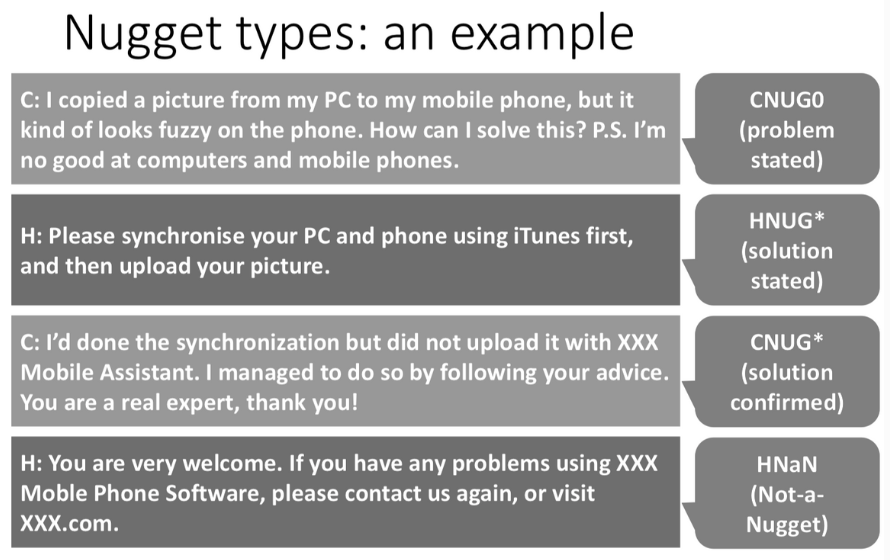 Nugget types: an example
C: I copied a picture from my PC to my mobile phone, but it
kind of looks fuzzy on the phone. How can I solve this? P.S. I’m
no good at computers and mobile phones.
CNUG0
(problem
stated)
H: Please synchronise your PC and phone using iTunes first,
and then upload your picture.
HNUG*
(solution
stated)
C: I’d done the synchronization but did not upload it with XXX
Mobile Assistant. I managed to do so by following your advice.
You are a real expert, thank you!
CNUG*
(solution
confirmed)
H: You are very welcome. If you have any problems using XXX
Moble Phone Software, please contact us again, or visit
XXX.com.
HNaN
(Not-a-
Nugget)